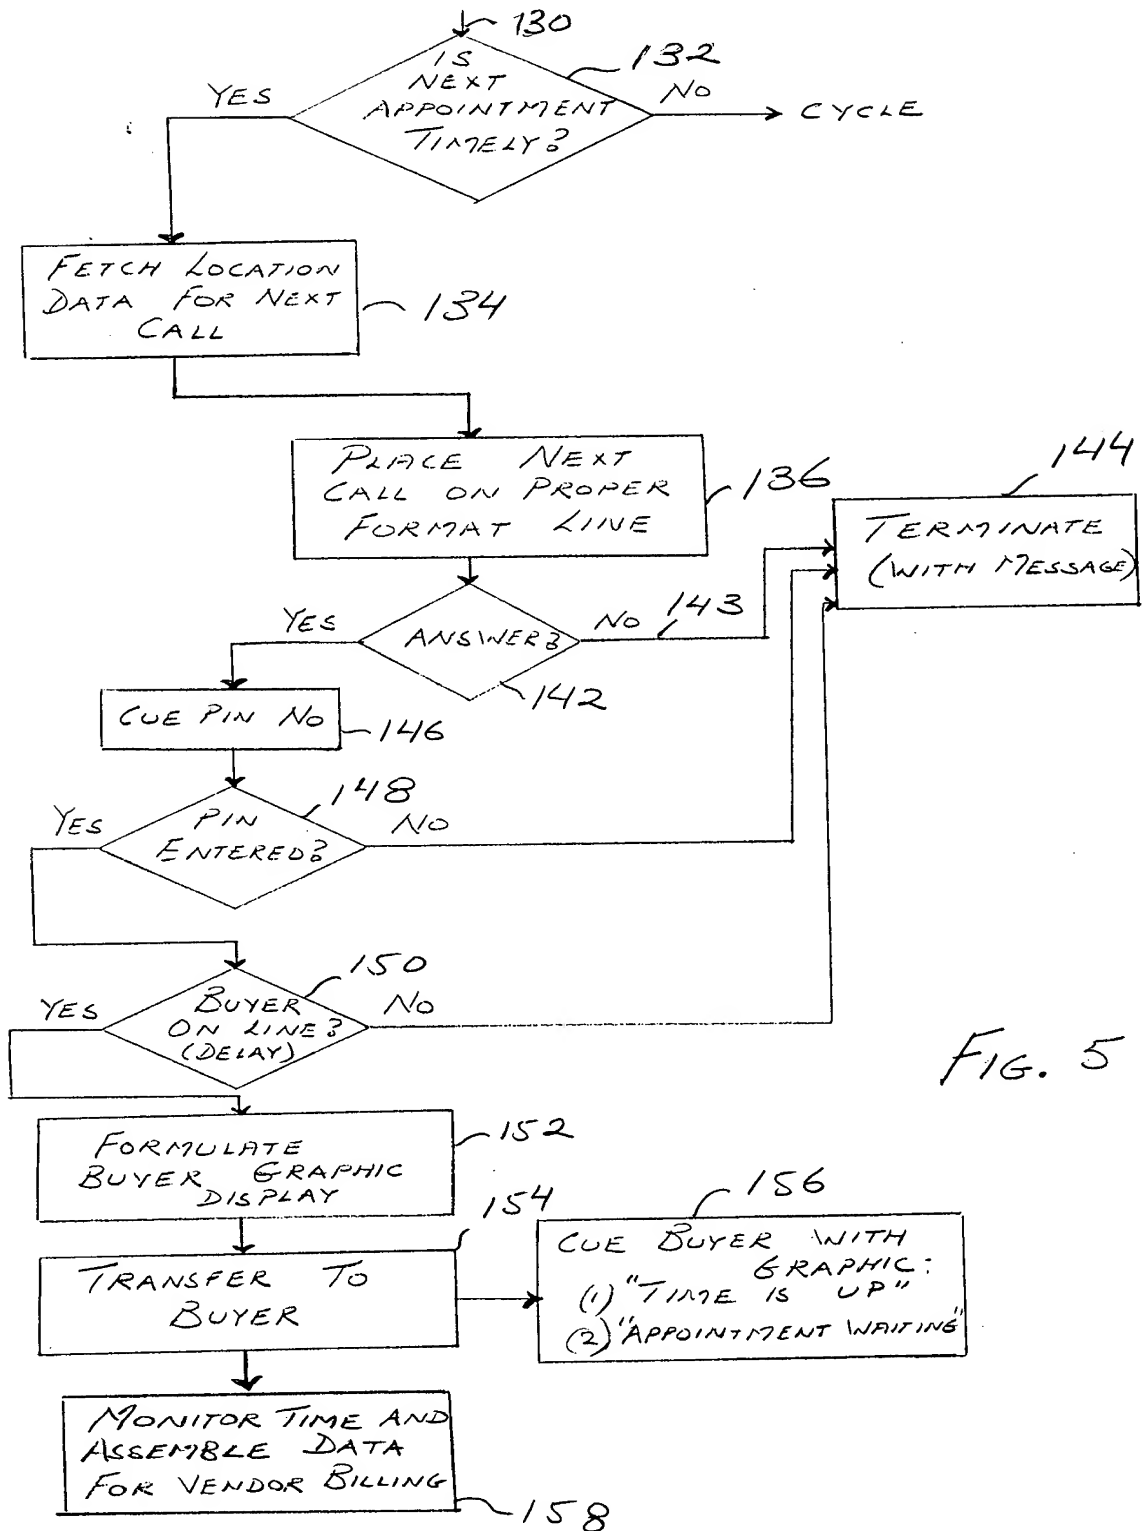 130
IS
NEXT
APPOINTMENT
TIMELY?
132
YES
NO
CYCLE
FETCH LOCATION
DATA FOR NEXT
CALL
134
PLACE NEXT
CALL ON PROPER
FORMAT LINE
136
144
TERMINATE
(WITH MESSAGE)
YES
ANSWER?
NO
143
142
CUE PIN NO
146
148
YES
PIN
ENTERED?
NO
150
YES
BUYER
ON LINE?
(DELAY)
NO
FIG. 5
FORMULATE
BUYER GRAPHIC
DISPLAY
152
154
TRANSFER TO
BUYER
156
CUE BUYER WITH
GRAPHIC:
(1) "TIME IS UP"
(2) "APPOINTMENT WAITING"
MONITOR TIME AND
ASSEMBLE DATA
FOR VENDOR BILLING
158